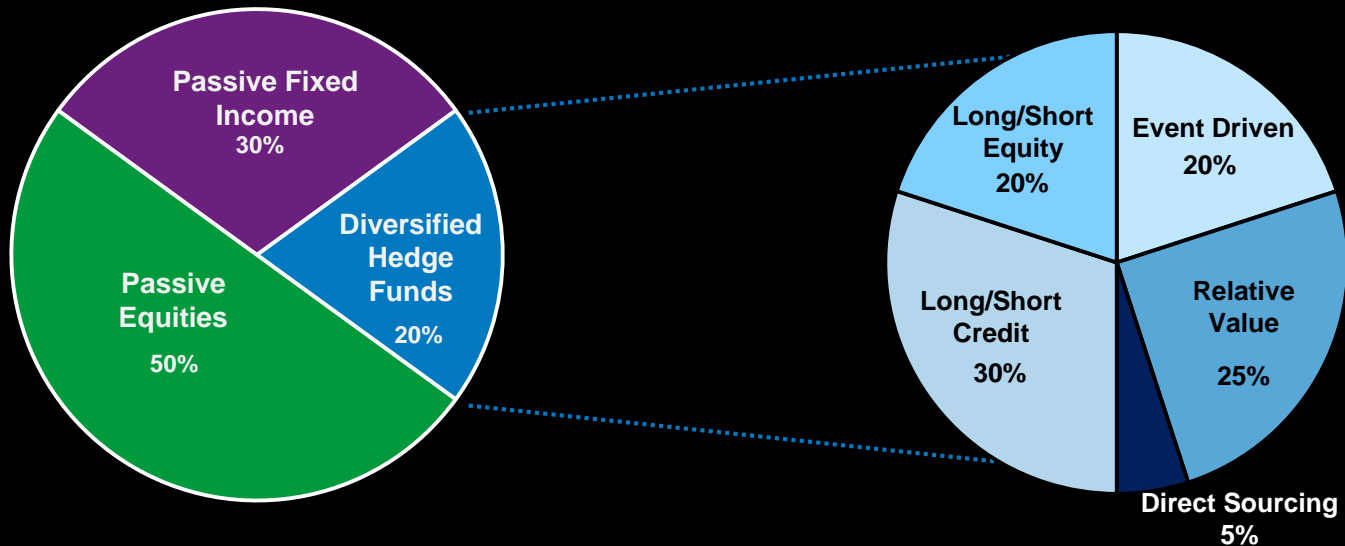 Passive Fixed
Income
30%
Diversified
Hedge
Funds
20%
Passive
Equities
50%
Long/Short
Equity
20%
Event Driven
20%
Relative
Value
25%
Long/Short
Credit
30%
Direct Sourcing
5%